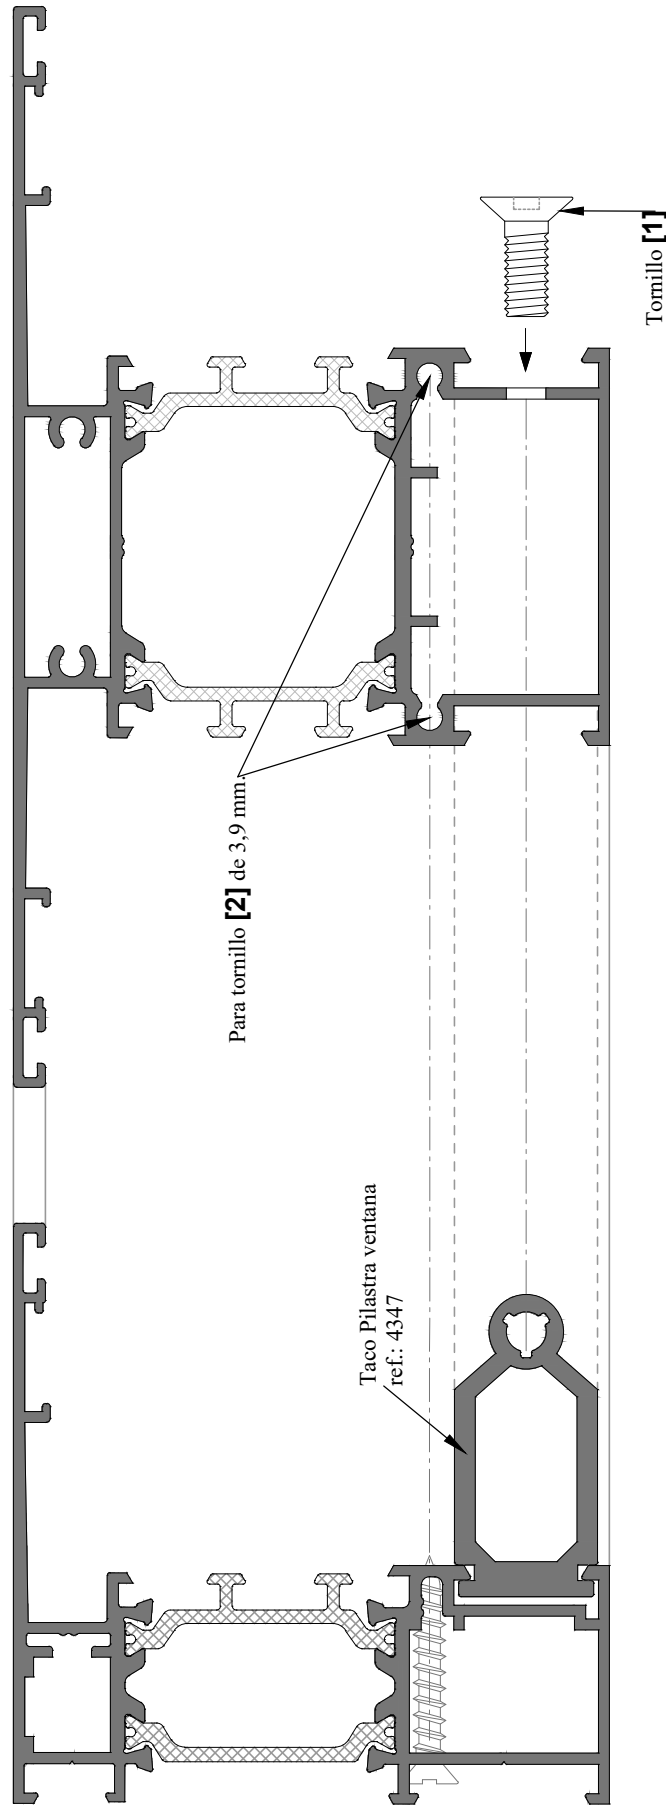 Tornillo [1]
Para tornillo [2] de 3,9 mm.
Taco Pilastra ventana
ref.: 4347